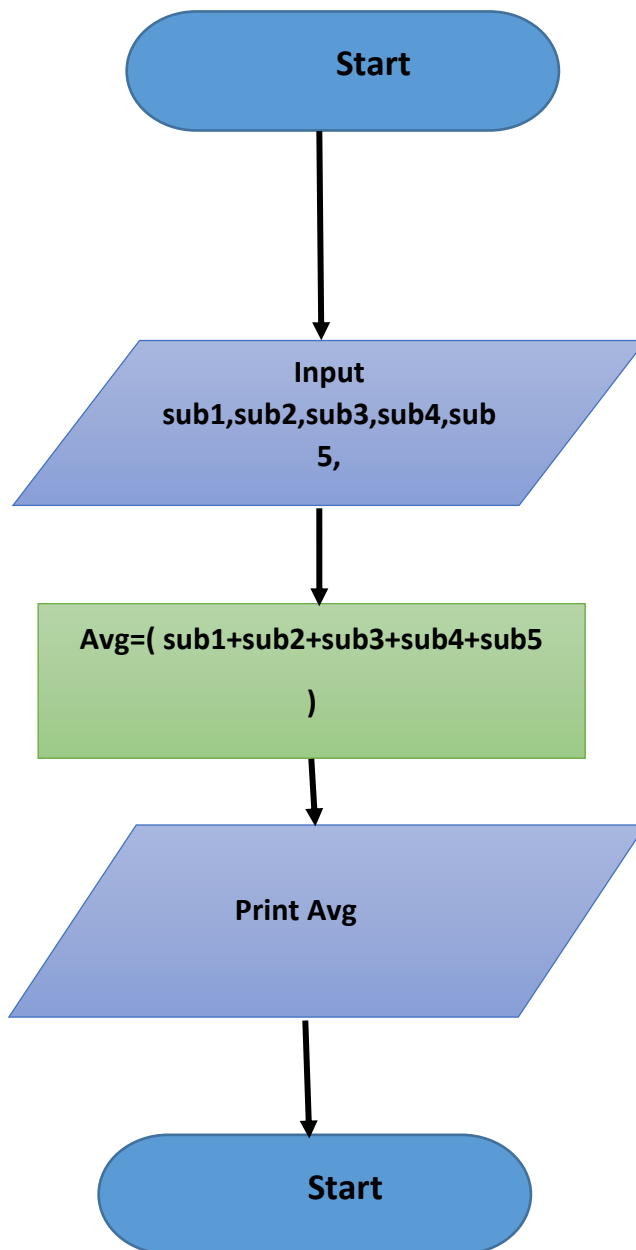 Start
Input
sub1,sub2,sub3,sub4,sub
5,
Avg=( sub1+sub2+sub3+sub4+sub5
)
Print Avg
Start